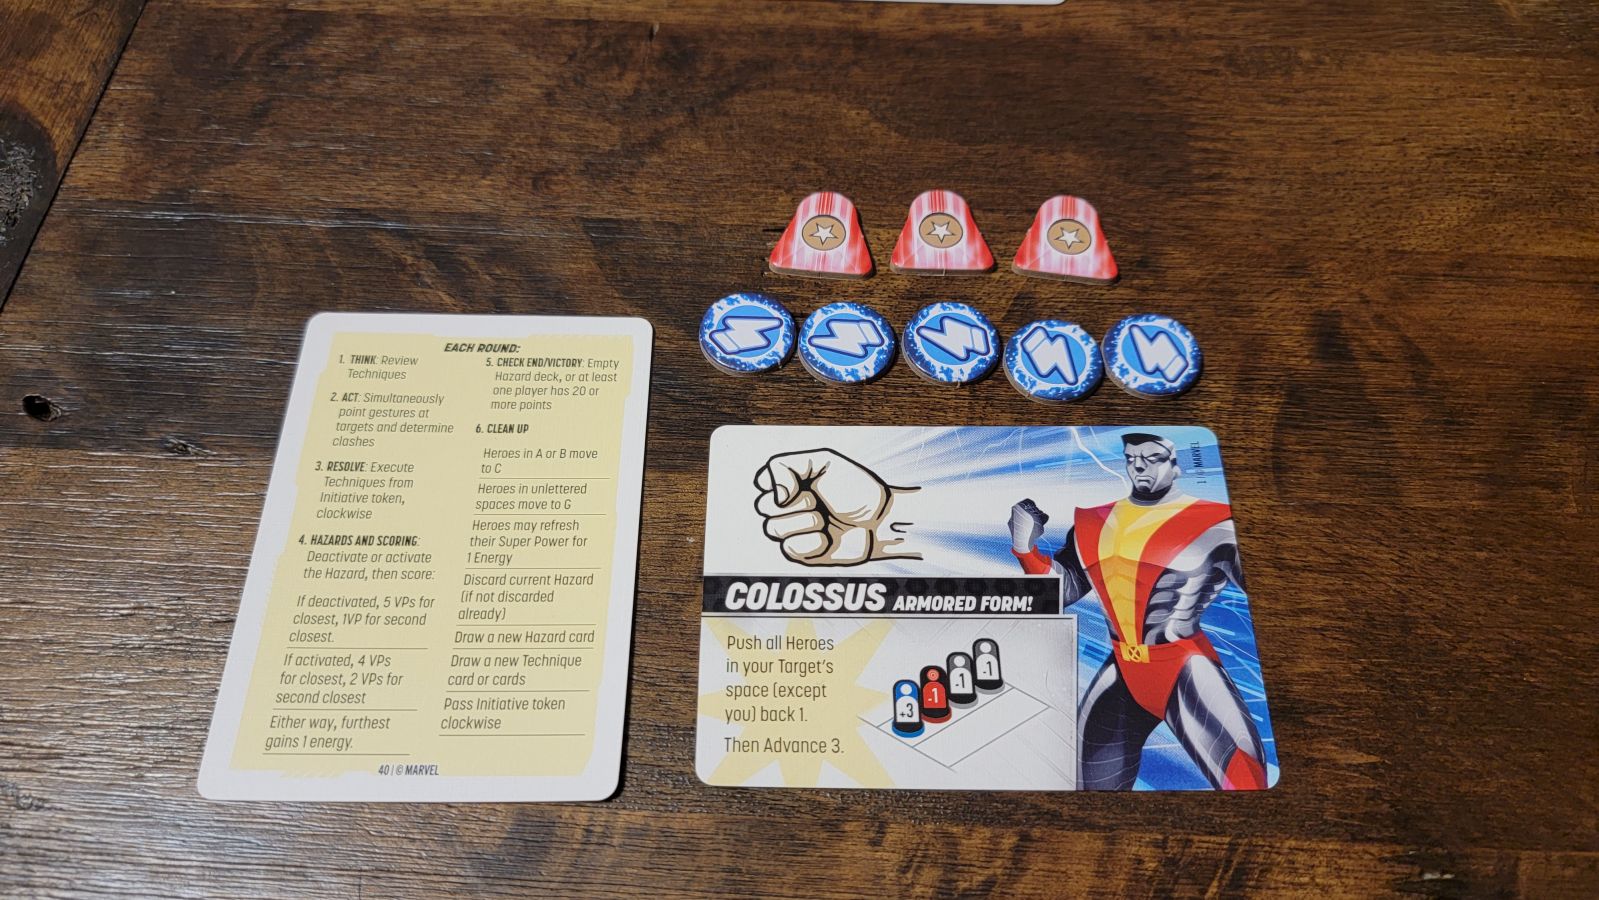 EACH ROUND:
1. THINK: Review
Techniques
2. ACT: Simultaneously
point gestures at
targets and determine
clashes
3. RESOLVE: Execute
Techniques from
Initiative token,
clockwise
4. HAZARDS AND SCORING:
Deactivate or activate
the Hazard, then score:
If deactivated, 5 VPs for
closest, 1VP for second
closest.
If activated, 4 VPs
for closest, 2 VPs for
second closest
Either way, furthest
gains 1 energy.
5. CHECK END/VICTORY: Empty
Hazard deck, or at least
one player has 20 or
more points
6. CLEAN UP
Heroes in A or B move
to C
Heroes in unlettered
spaces move to G
Heroes may refresh
their Super Power for
1 Energy
Discard current Hazard
(if not discarded
already)
Draw a new Hazard card
Draw a new Technique
card or cards
Pass Initiative token
clockwise
40 | © MARVEL
1 | © MARVEL
COLOSSUS ARMORED FORM!
Push all Heroes
in your Target's
space (except
you) back 1.
Then Advance 3.
+3
-1
-1
-1